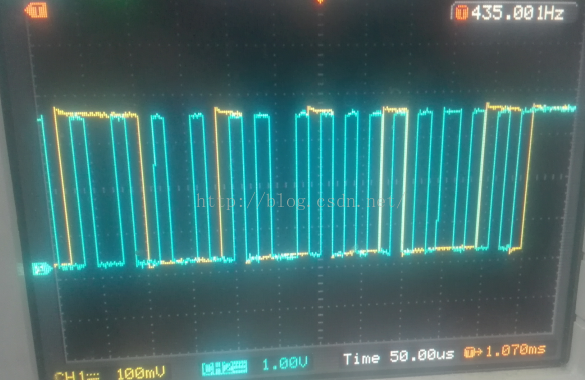 T 435.001Hz
http://blog.csdn.net/
CH1 100mV CH2 1.00V Time 50.00us T→1.070ms